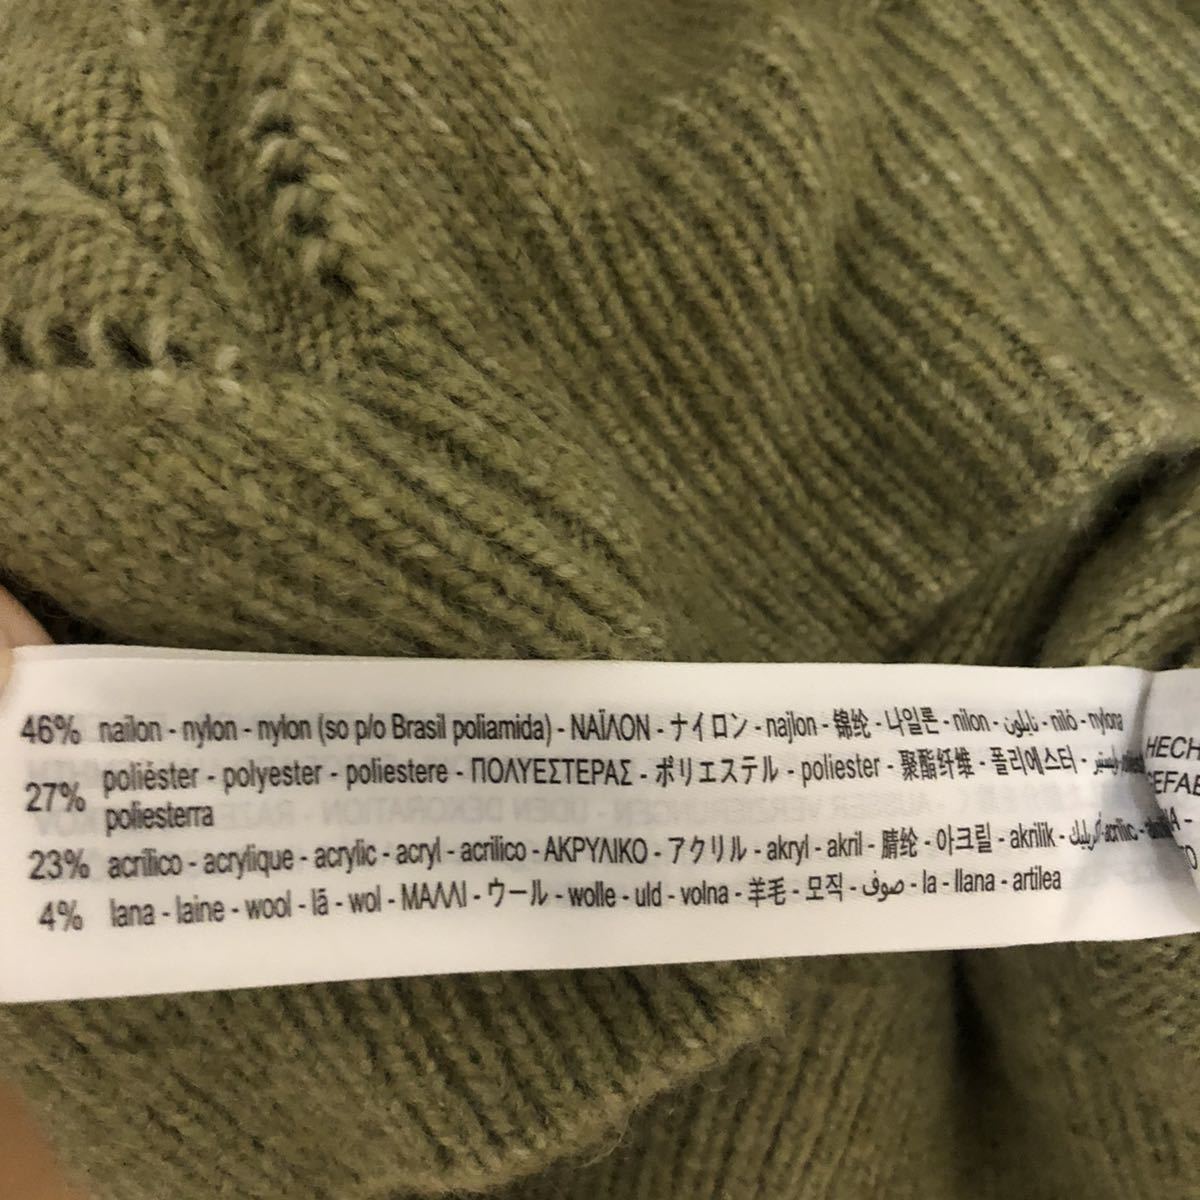 46% naïlon - nylon - nylon (so p/o Brasil poliamida) - ΝΑΪΛΟΝ - ナイロン - najlon - 锦纶 - 나일론 - nilon - نايلون - niló - nylona
27% poliéster - polyester - poliestere - ΠΟΛΥΕΣΤΕΡΑΣ - ポリエステル - poliester - 聚酯纤维 - 폴리에스터 -
poliesterra
23% acrílico - acrylique - acrylic - acryl - acrilico - ΑΚΡΥΛΙΚΟ - アクリル - akryl - akril - 腈纶 - 아크릴 - akrilik -
4% lana - laine - wool - lã - wol - ΜΑΛΛΙ - ウール - wolle - uld - volna - 羊毛 - 모직 - صوف - la - llana - artilea
HECH